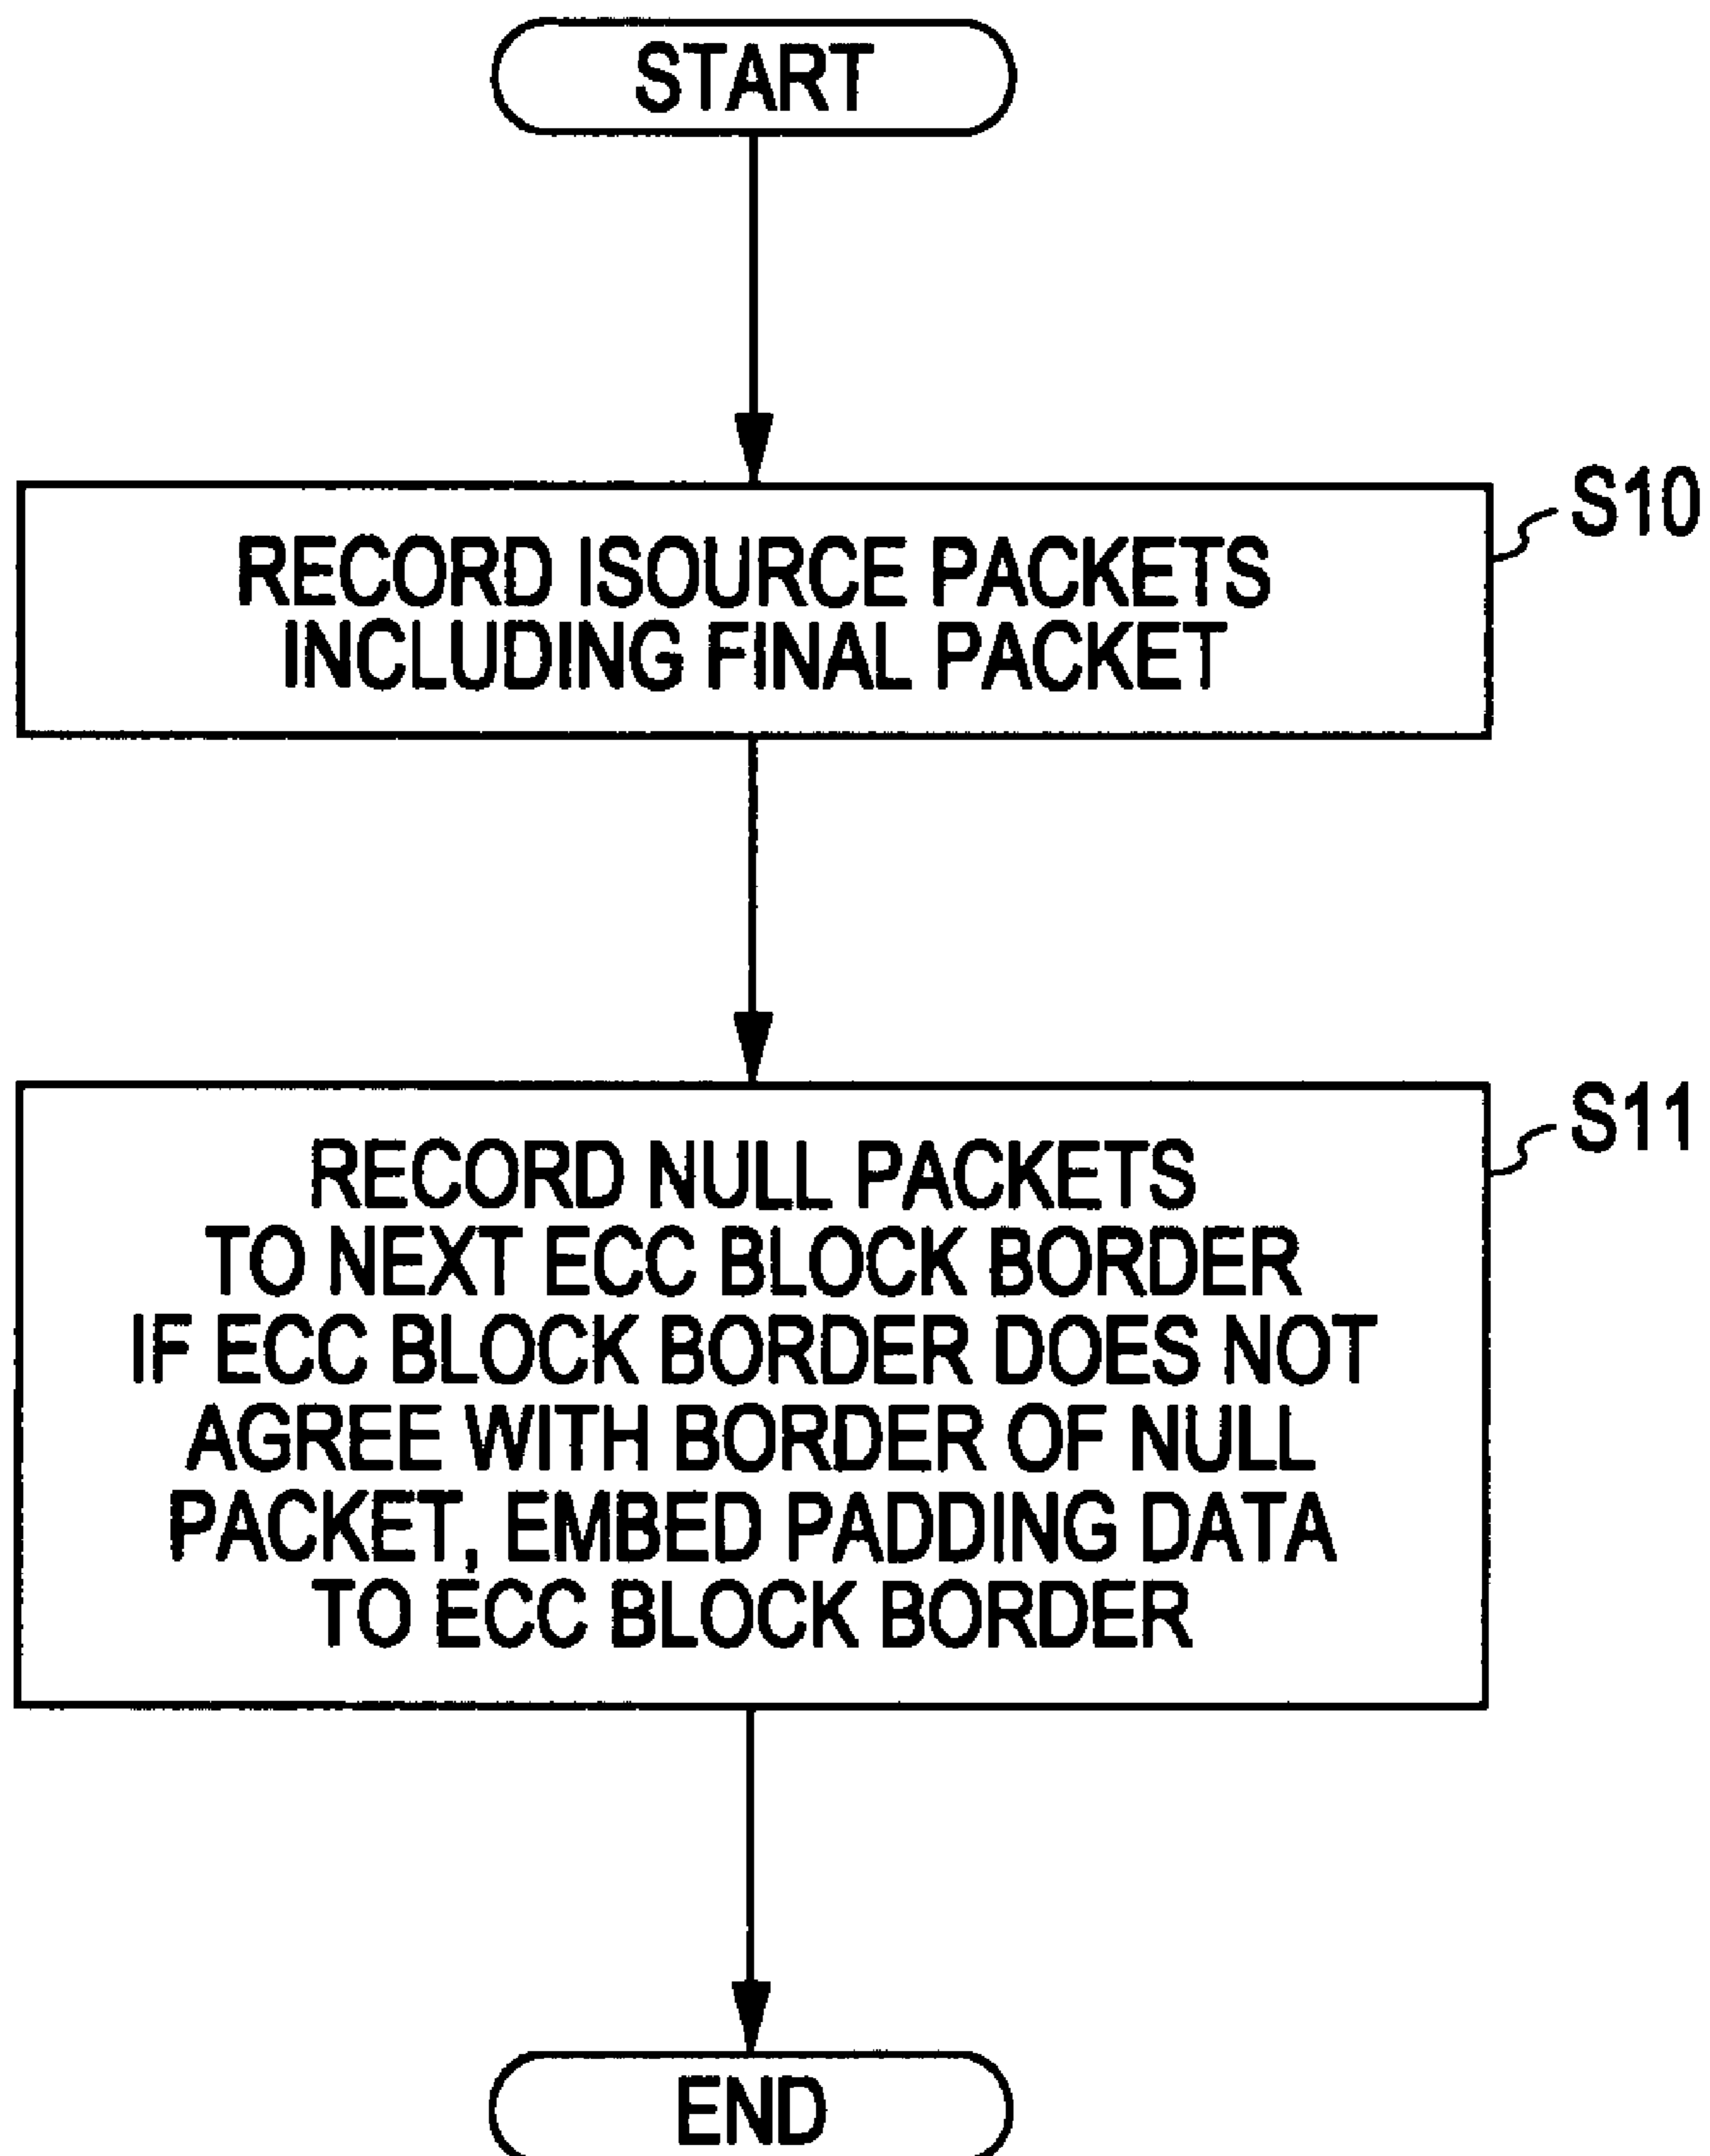 START
S10
RECORD ISOURCE PACKETS
INCLUDING FINAL PACKET
S11
RECORD NULL PACKETS
TO NEXT ECC BLOCK BORDER
IF ECC BLOCK BORDER DOES NOT
AGREE WITH BORDER OF NULL
PACKET, EMBED PADDING DATA
TO ECC BLOCK BORDER
END